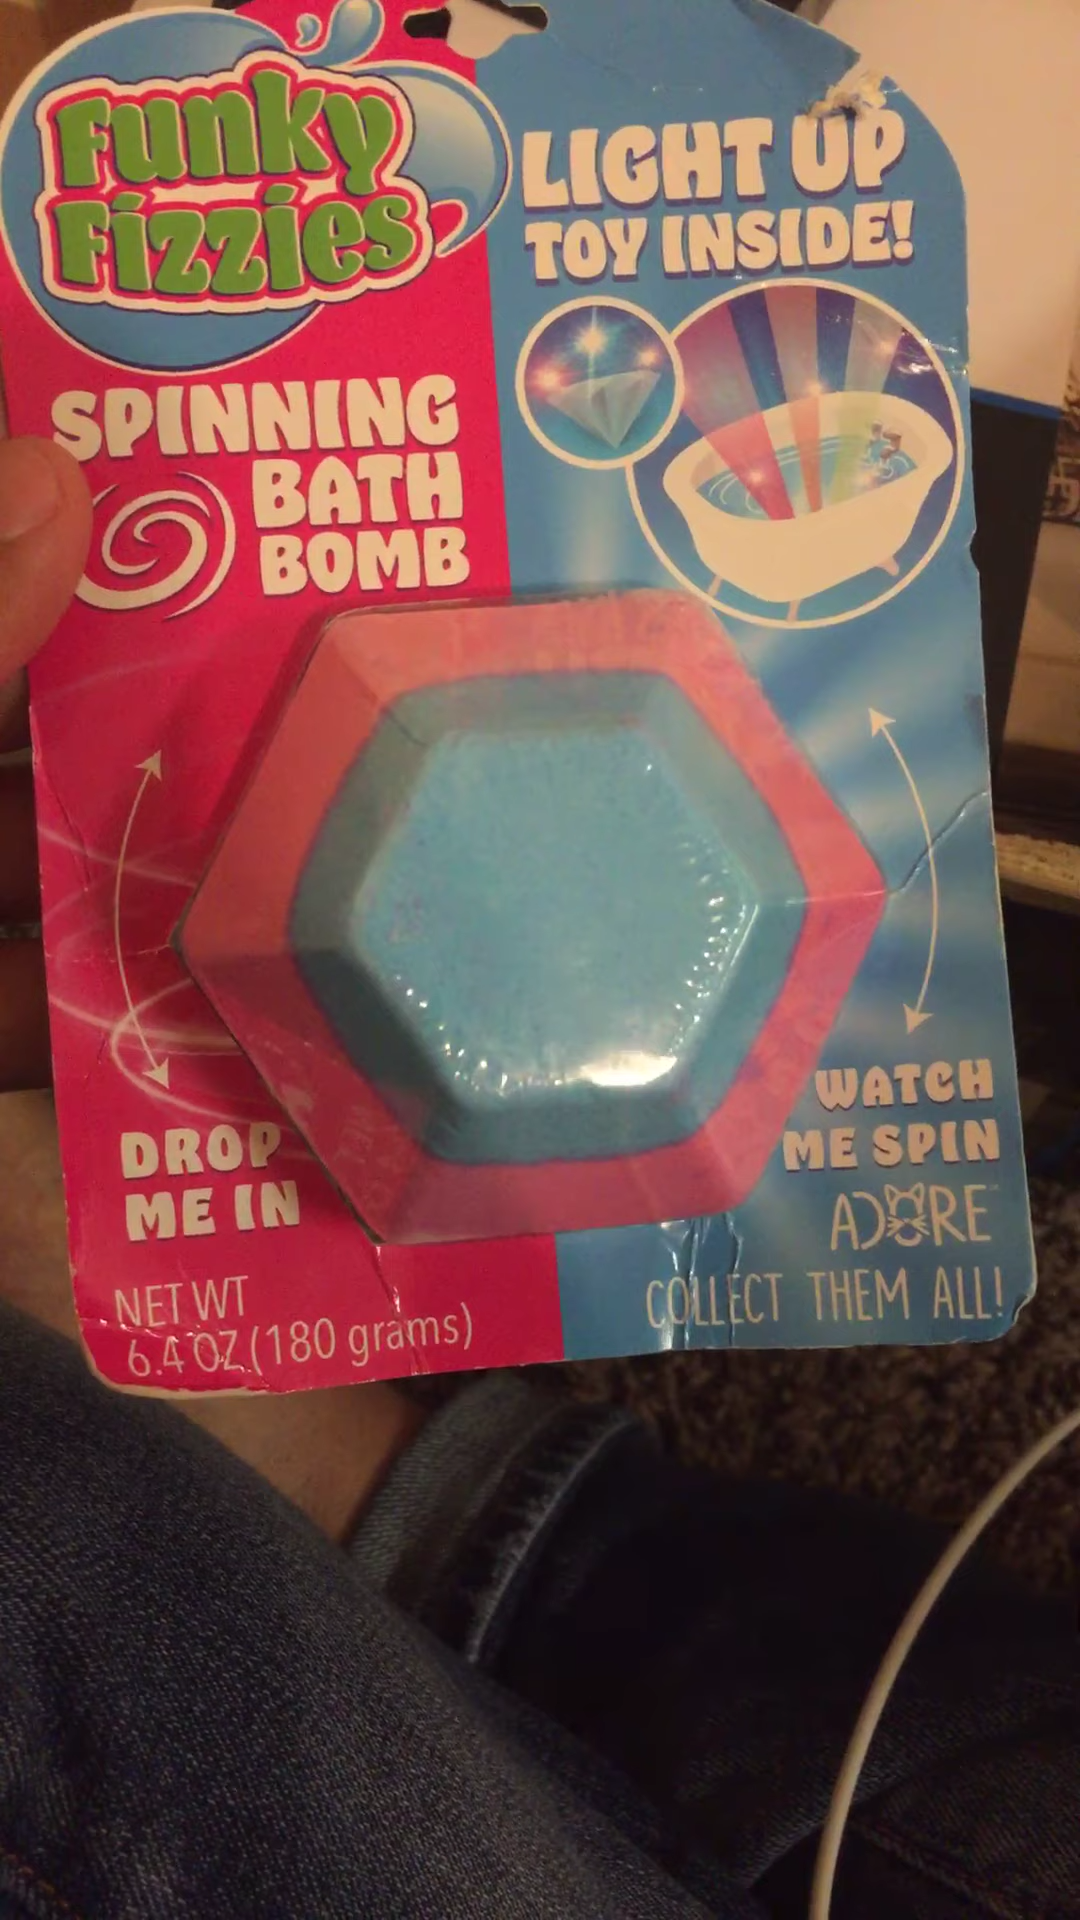 Funky
Fizzies
LIGHT UP
TOY INSIDE!
SPINNING
BATH
BOMB
DROP
ME IN
WATCH
ME SPIN
ADORE
NET WT
6.4 OZ (180 grams)
COLLECT THEM ALL!